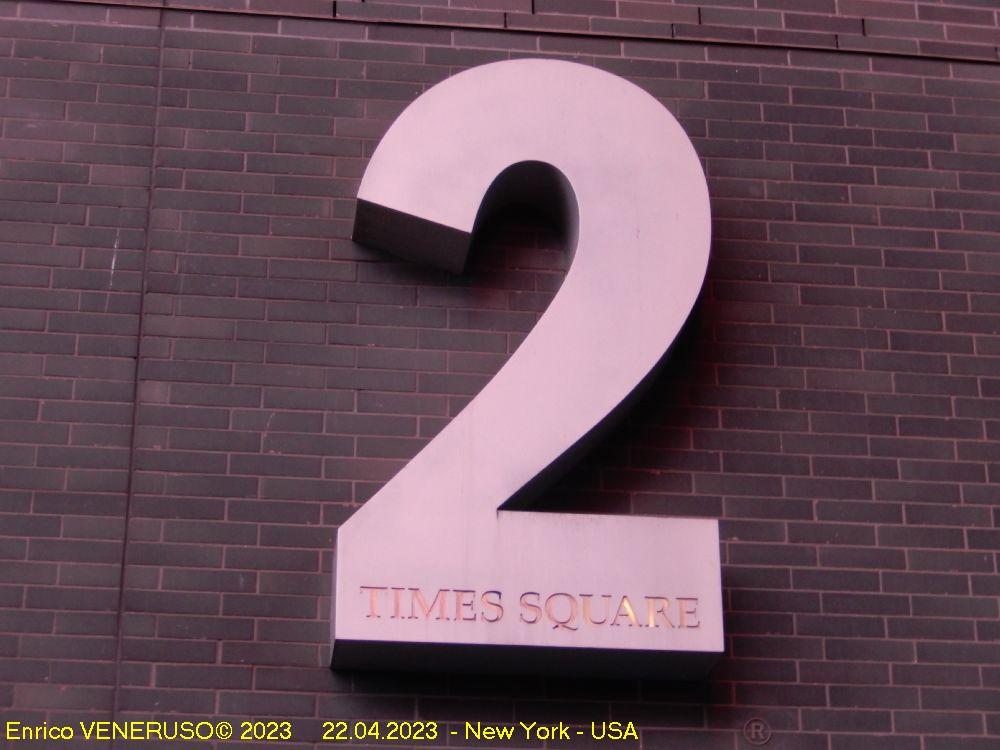 2
TIMES SQUARE
Enrico VENERUSO© 2023 22.04.2023 - New York - USA
®